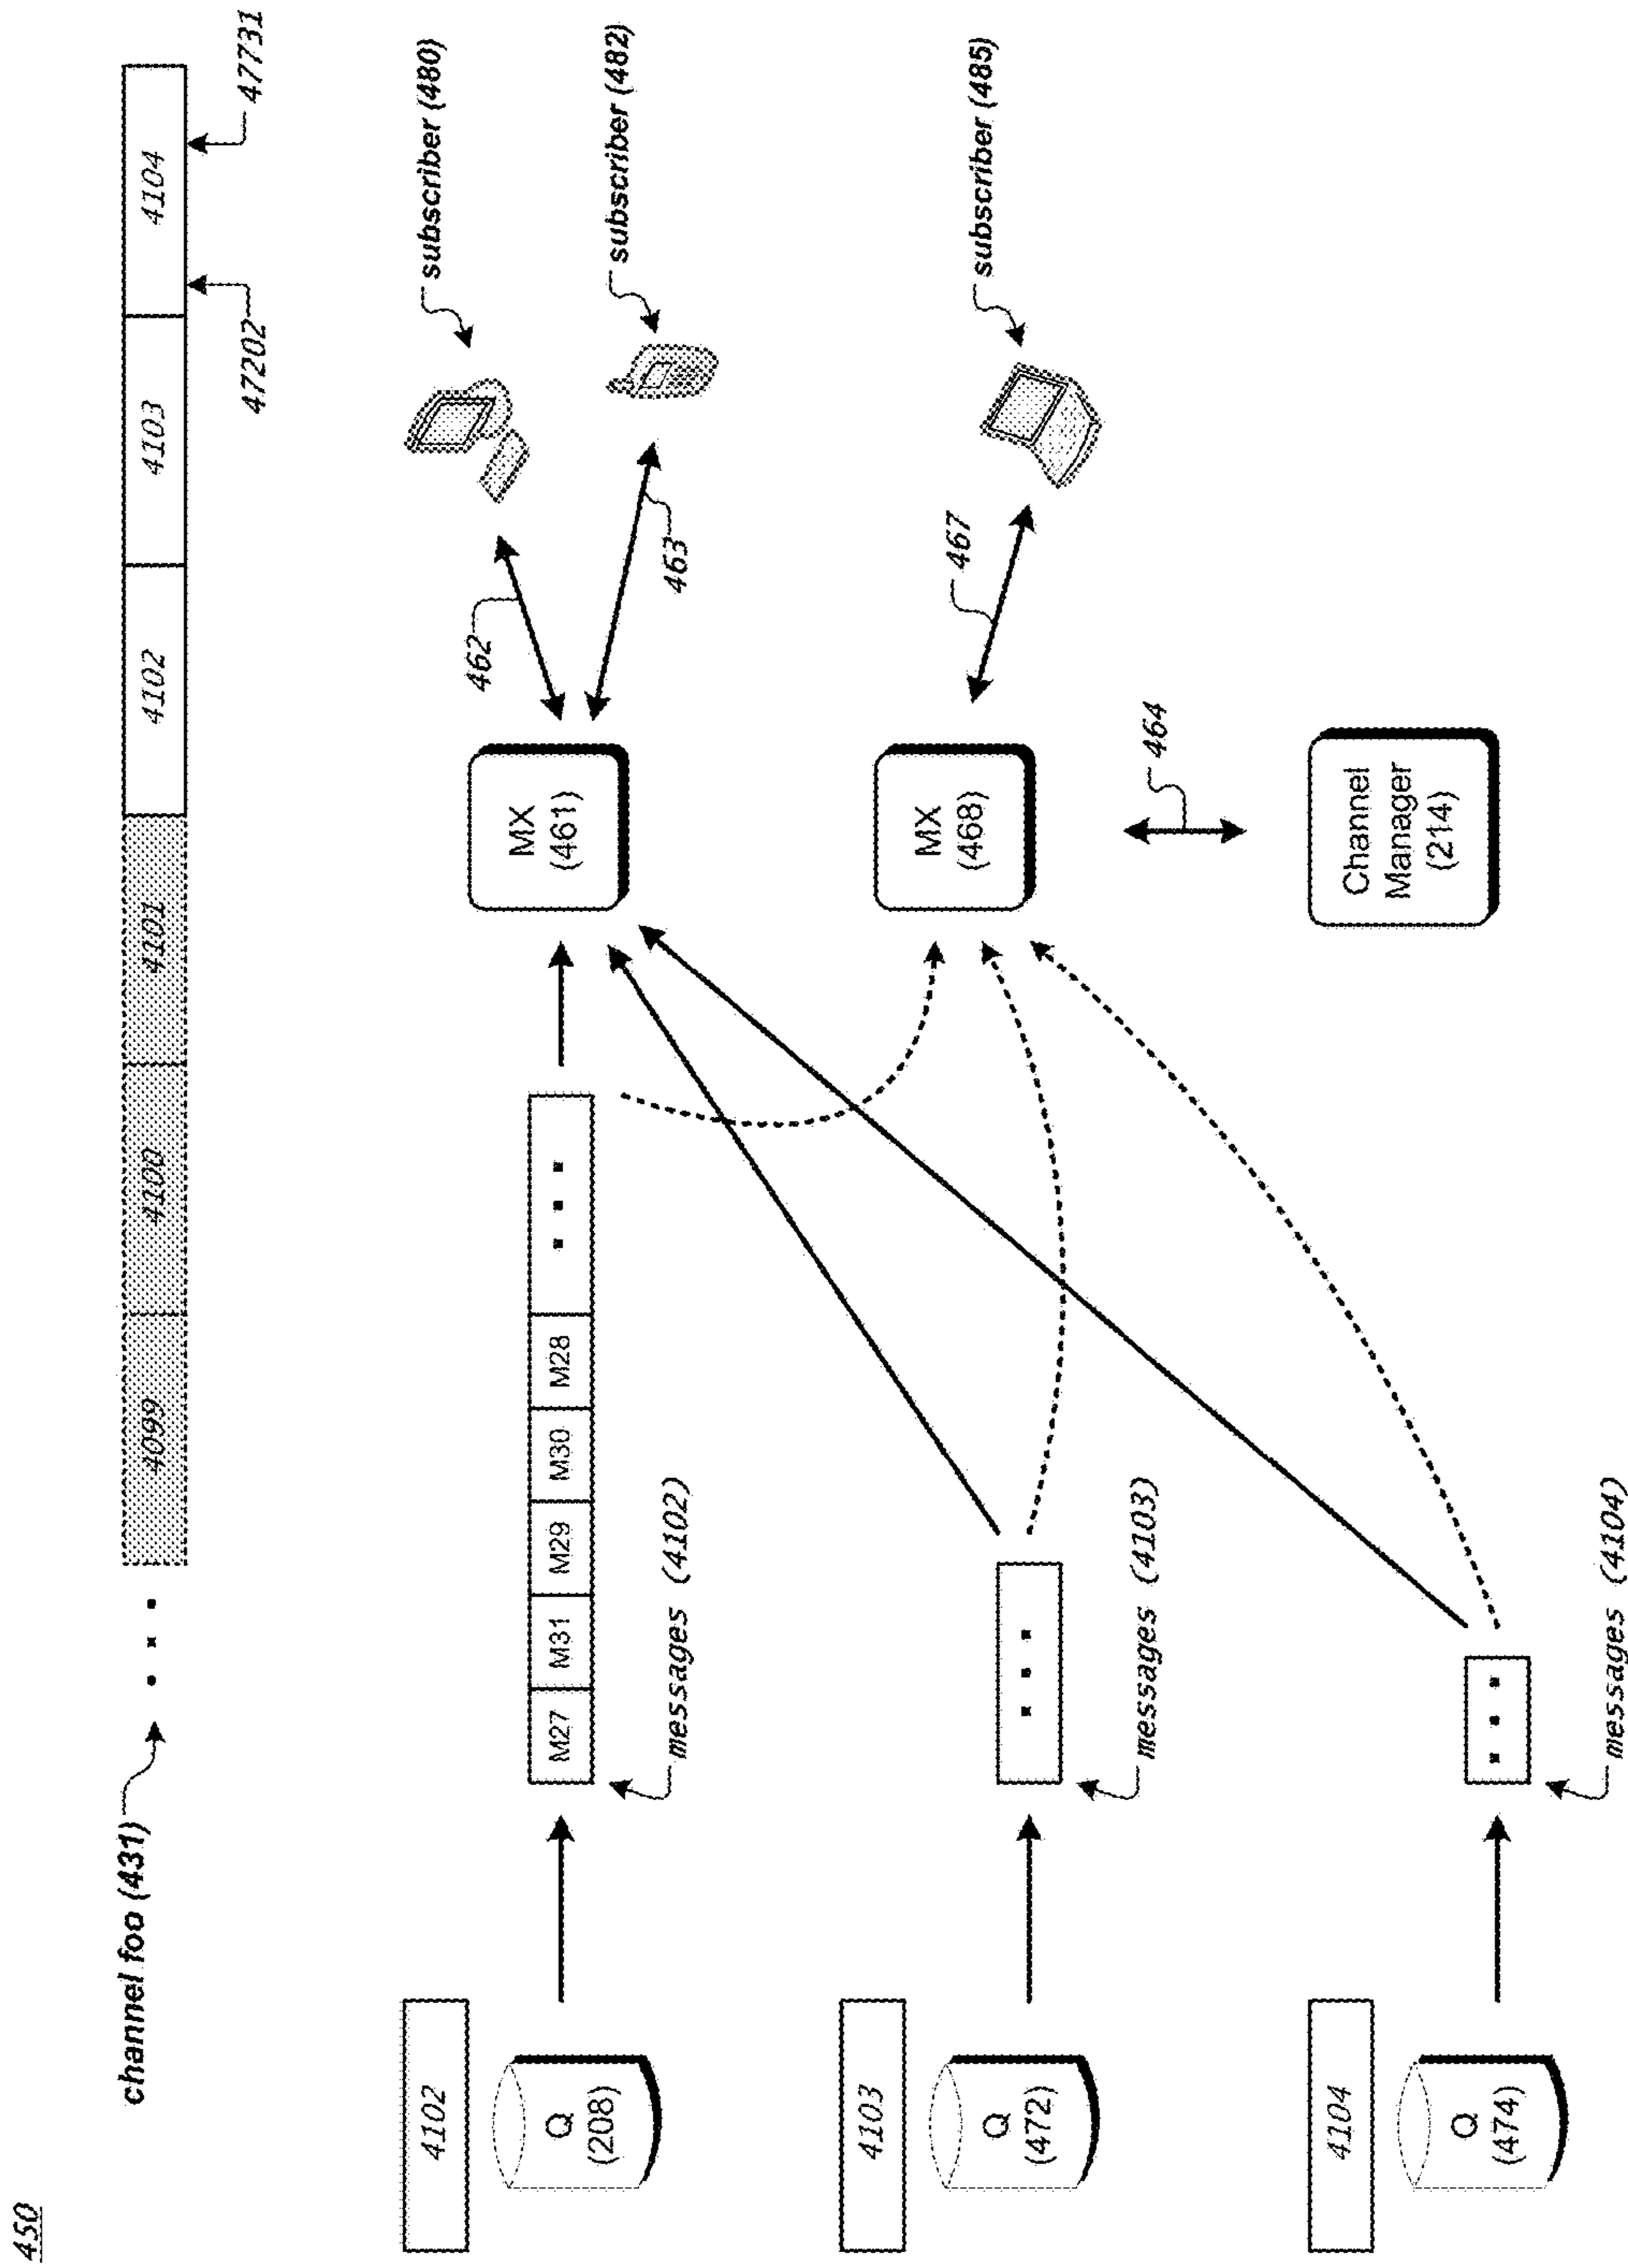 450
channel foo (431)
4099
4100
4101
4102
4103
4104
47202
47731
4102
Q
(208)
M27
M31
M29
M30
M28
messages (4102)
MX
(461)
462
463
subscriber (480)
subscriber (482)
4103
Q
(472)
messages (4103)
MX
(468)
467
subscriber (485)
464
4104
Q
(474)
messages (4104)
Channel
Manager
(214)